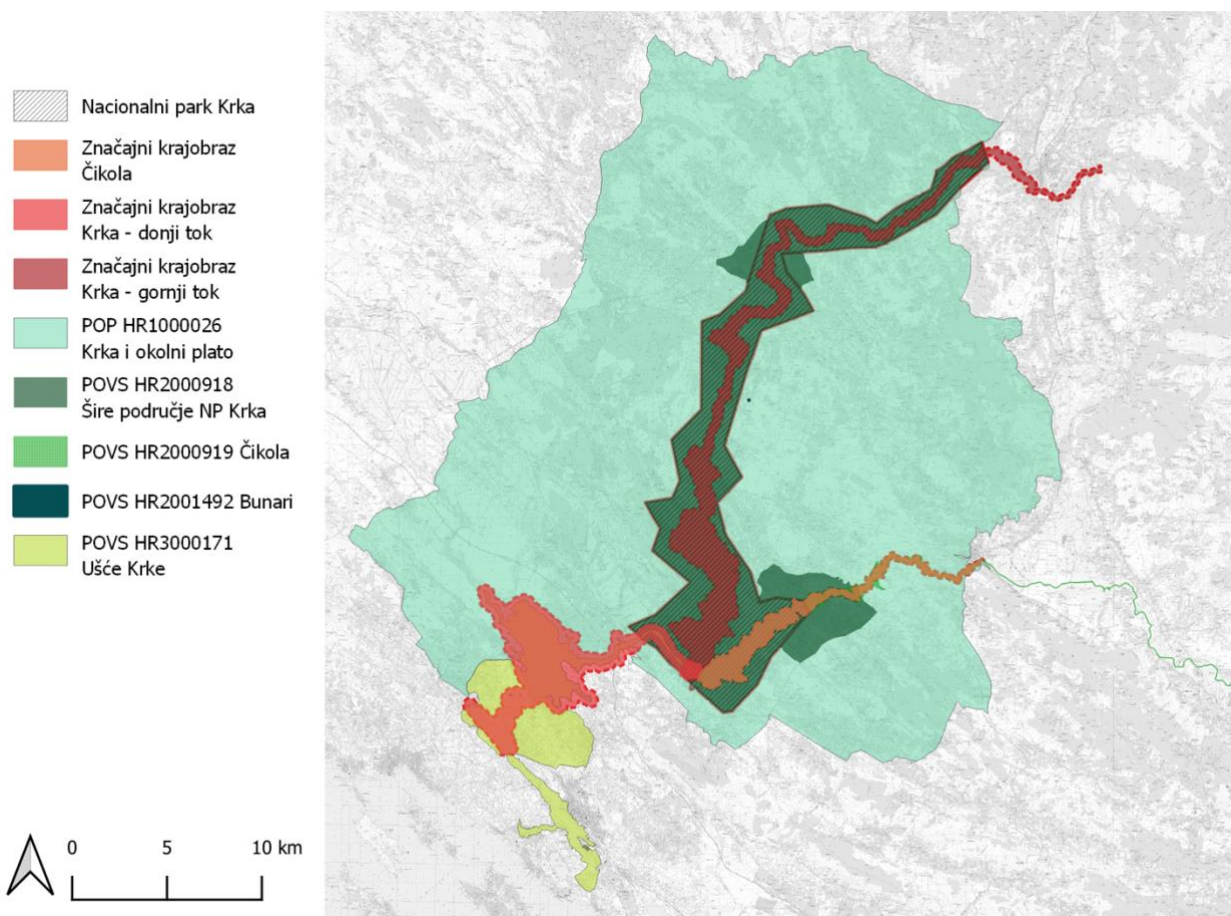 Nacionalni park Krka
Značajni krajobraz
Čikola
Značajni krajobraz
Krka - donji tok
Značajni krajobraz
Krka - gornji tok
POP HR1000026
Krka i okolni plato
POVS HR2000918
Šire područje NP Krka
POVS HR2000919 Čikola
POVS HR2001492 Bunari
POVS HR3000171
Ušće Krke
0 5 10 km